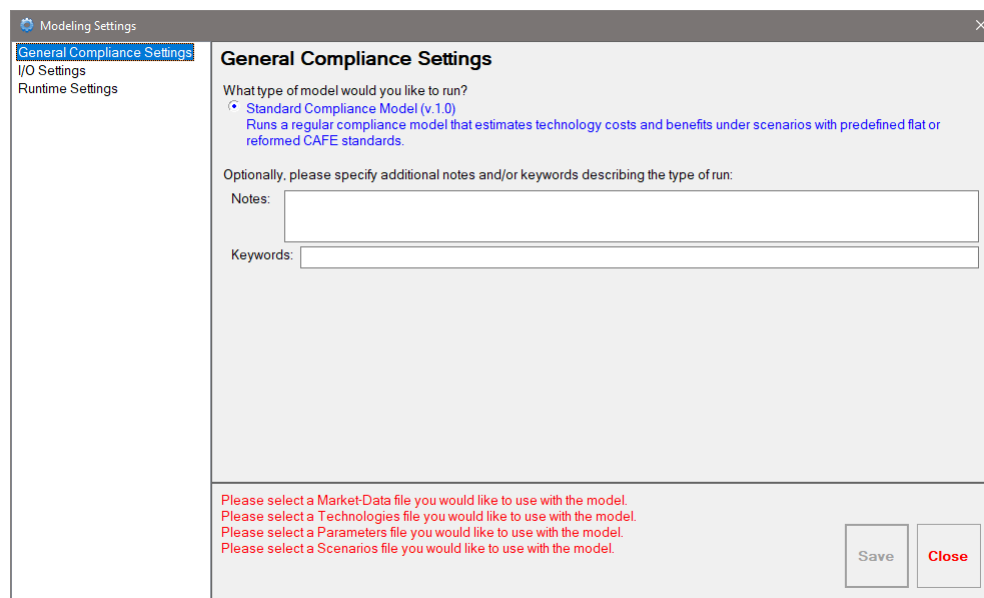 Modeling Settings
General Compliance Settings
I/O Settings
Runtime Settings
General Compliance Settings
What type of model would you like to run?
Standard Compliance Model (v.1.0)
Runs a regular compliance model that estimates technology costs and benefits under scenarios with predefined flat or
reformed CAFE standards.
Optionally, please specify additional notes and/or keywords describing the type of run:
Notes:
Keywords:
Please select a Market-Data file you would like to use with the model.
Please select a Technologies file you would like to use with the model.
Please select a Parameters file you would like to use with the model.
Please select a Scenarios file you would like to use with the model.
Save
Close